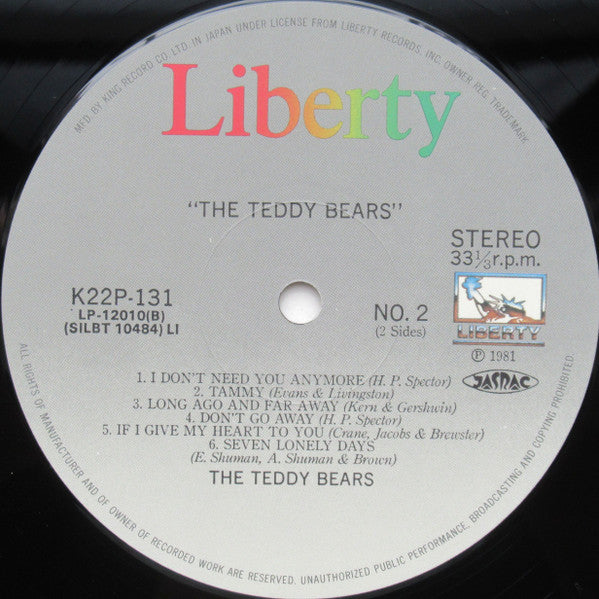 MFD. BY KING RECORD CO. LTD. IN JAPAN UNDER LICENSE FROM LIBERTY RECORDS, INC. OWNER REG. TRADEMARK
Liberty
"THE TEDDY BEARS"
STEREO
33⅓r.p.m.
K22P-131
LP-12010(B)
(SILBT 10484) LI
NO. 2
(2 Sides)
LIBERTY
Ⓟ 1981
JASRAC
1. I DON'T NEED YOU ANYMORE (H. P. Spector)
2. TAMMY (Evans & Livingston)
3. LONG AGO AND FAR AWAY (Kern & Gershwin)
4. DON'T GO AWAY (H. P. Spector)
5. IF I GIVE MY HEART TO YOU (Crane, Jacobs & Brewster)
6. SEVEN LONELY DAYS
(E. Shuman, A. Shuman & Brown)
THE TEDDY BEARS
ALL RIGHTS OF MANUFACTURER AND OF OWNER OF RECORDED WORK ARE RESERVED. UNAUTHORIZED PUBLIC PERFORMANCE, BROADCASTING AND COPYING PROHIBITED.